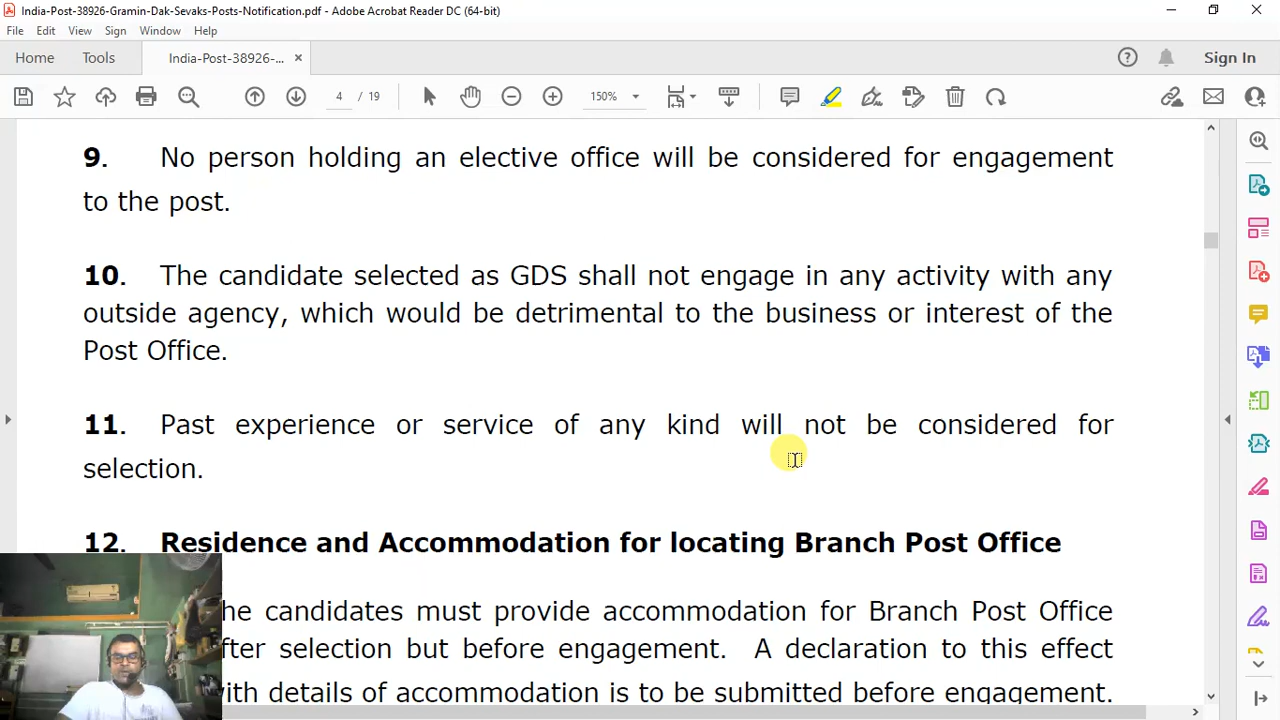 India-Post-38926-Gramin-Dak-Sevaks-Posts-Notification.pdf - Adobe Acrobat Reader DC (64-bit)
File Edit View Sign Window Help
Home Tools India-Post-38926-... × Sign In
4 / 19 150%
9. No person holding an elective office will be considered for engagement
to the post.
10. The candidate selected as GDS shall not engage in any activity with any
outside agency, which would be detrimental to the business or interest of the
Post Office.
11. Past experience or service of any kind will not be considered for
selection.
12. Residence and Accommodation for locating Branch Post Office
he candidates must provide accommodation for Branch Post Office
fter selection but before engagement. A declaration to this effect
ith details of accommodation is to be submitted before engagement.